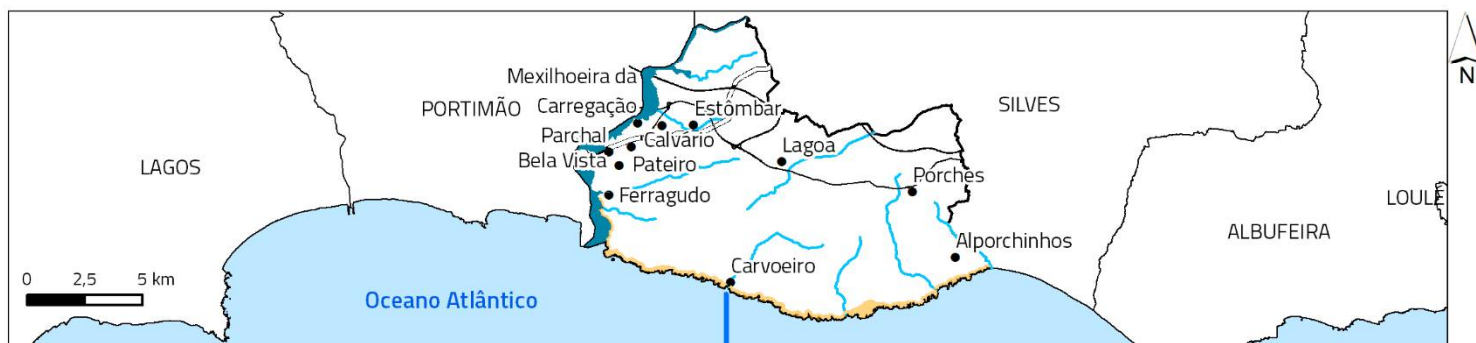 Mexilhoeira da
Carregação
PORTIMÃO
Estômbar
SILVES
N
Parchal
Calvário
Lagoa
Bela Vista
Pateiro
LAGOS
Porches
Ferragudo
LOULÉ
ALBUFEIRA
Alporchinhos
Carvoeiro
0 2,5 5 km
Oceano Atlântico